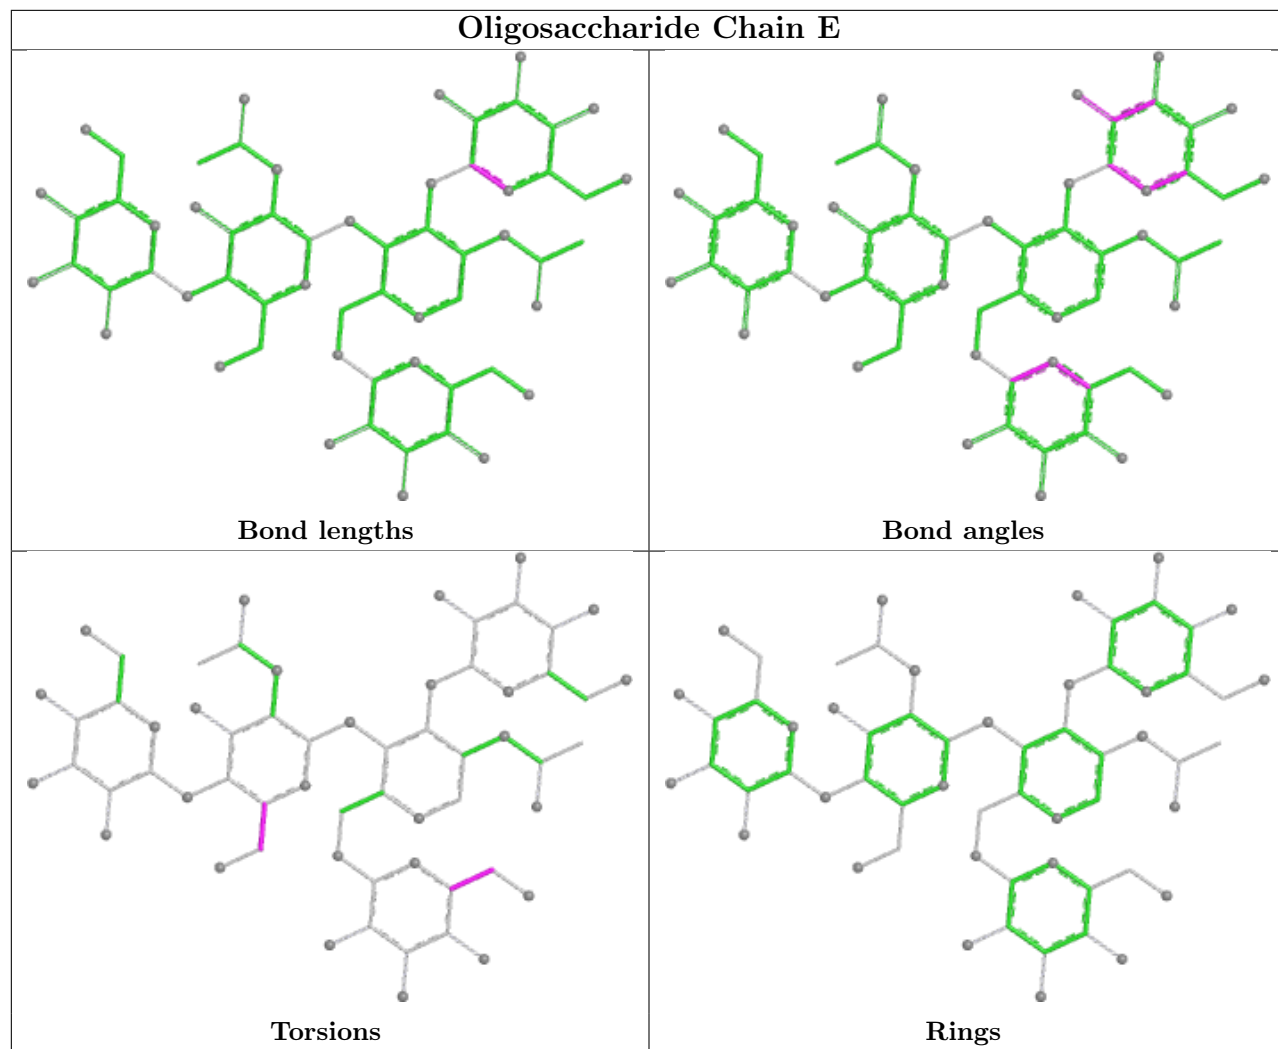 Oligosaccharide Chain E
Bond lengths
Bond angles
Torsions
Rings